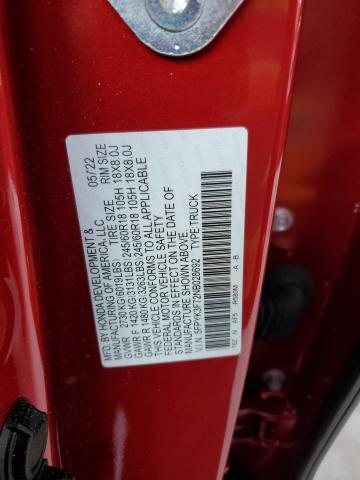 MFD. BY HONDA DEVELOPMENT & 05/22
MANUFACTURING OF AMERICA, LLC
GVWR 2730KG(6019LBS) TIRE SIZE RIM SIZE
GAWR F 1420KG(3131LBS) 245/60R18 105H 18X8.0J
GAWR R 1480KG(3263LBS) 245/60R18 105H 18X8.0J
THIS VEHICLE CONFORMS TO ALL APPLICABLE
FEDERAL MOTOR VEHICLE SAFETY
STANDARDS IN EFFECT ON THE DATE OF
MANUFACTURE SHOWN ABOVE.
V.I.N. 5FPYK3F12NB028692 TYPE:TRUCK
A -B